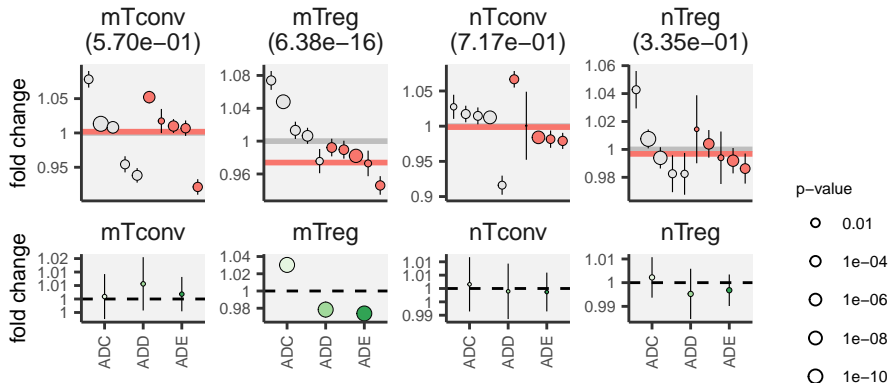 mTconv
(5.70e−01)
mTreg
(6.38e−16)
nTconv
(7.17e−01)
nTreg
(3.35e−01)
fold change
1.05
1
0.95
1.08
1.04
1
0.96
1.05
1
0.95
0.9
1.06
1.04
1.02
1.00
0.98
mTconv
mTreg
nTconv
nTreg
fold change
1.02
1.01
1.01
1
1
1.04
1.02
1
0.98
1.01
1.01
1
0.99
0.99
1.01
1
0.99
ADC
ADD
ADE
ADC
ADD
ADE
ADC
ADD
ADE
ADC
ADD
ADE
p−value
0.01
1e−04
1e−06
1e−08
1e−10